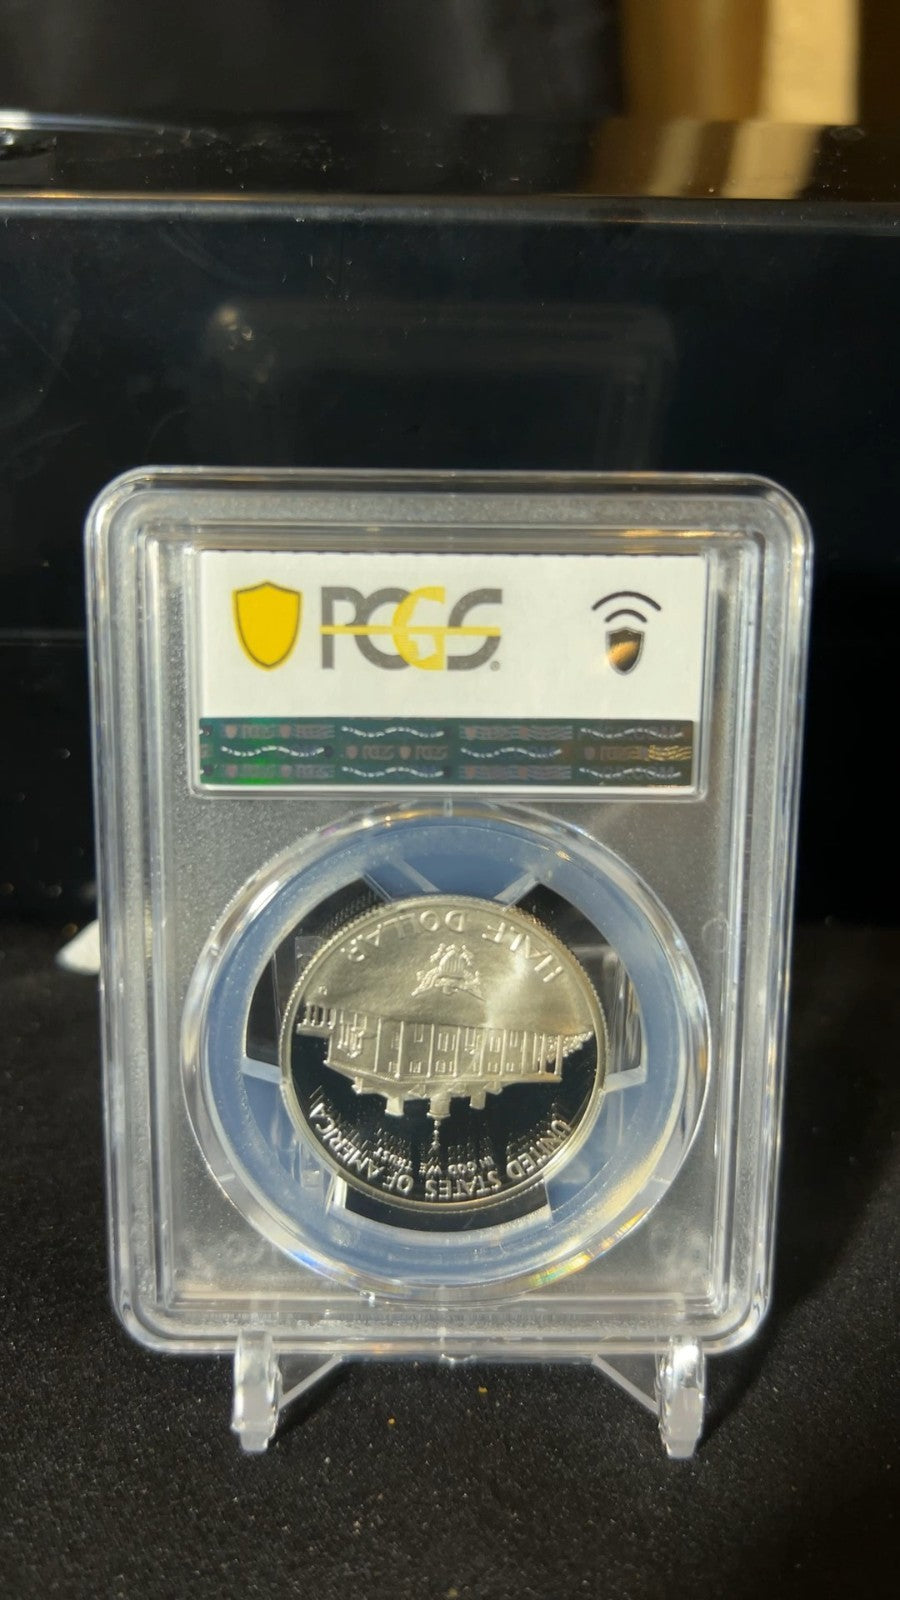 PCGS®
HALF DOLLAR
UNITED STATES OF AMERICA
IN GOD WE TRUST